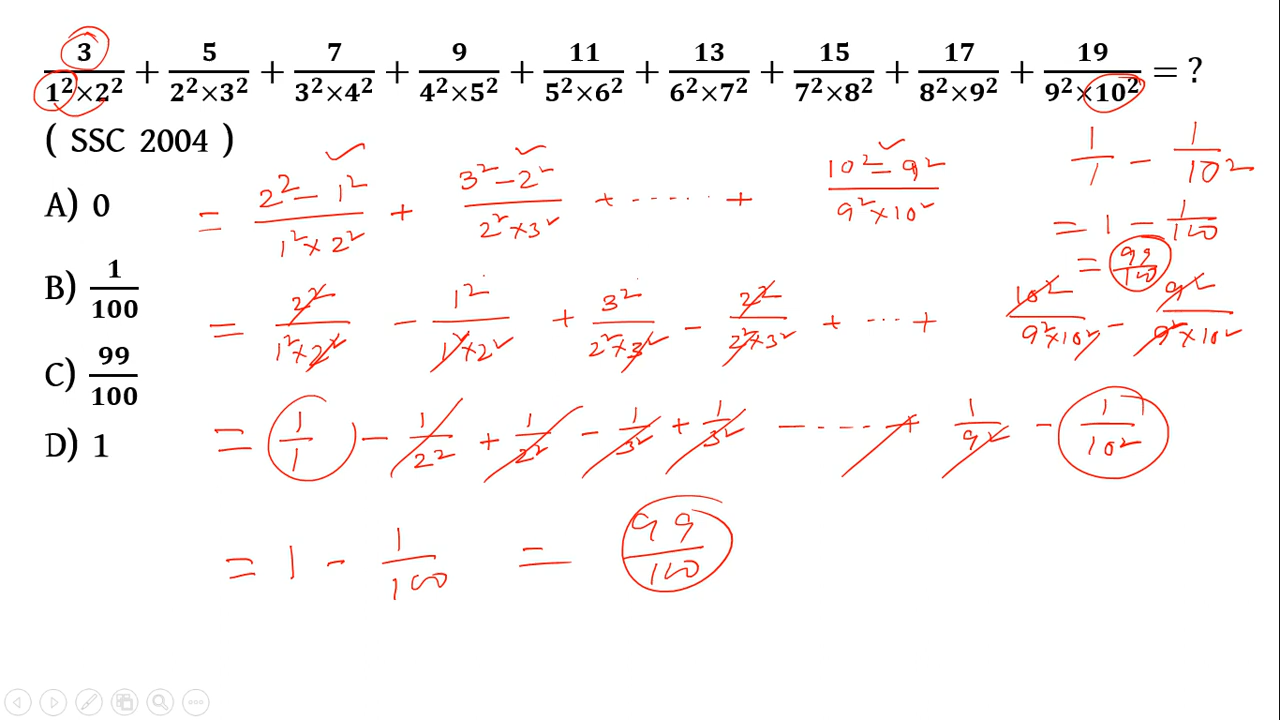 3/(1²×2²) + 5/(2²×3²) + 7/(3²×4²) + 9/(4²×5²) + 11/(5²×6²) + 13/(6²×7²) + 15/(7²×8²) + 17/(8²×9²) + 19/(9²×10²) = ?
( SSC 2004 )
A) 0
B) 1/100
C) 99/100
D) 1
1/1 - 1/10²
= 1 - 1/100
= 99/100
= (2² - 1²)/(1²×2²) + (3² - 2²)/(2²×3²) + ...... + (10² - 9²)/(9²×10²)
= 2²/(1²×2²) - 1²/(1²×2²) + 3²/(2²×3²) - 2²/(2²×3²) + ... + 10²/(9²×10²) - 9²/(9²×10²)
= 1/1 - 1/2² + 1/2² - 1/3² + 1/3² - ..... + 1/9² - 1/10²
= 1 - 1/100 = 99/100